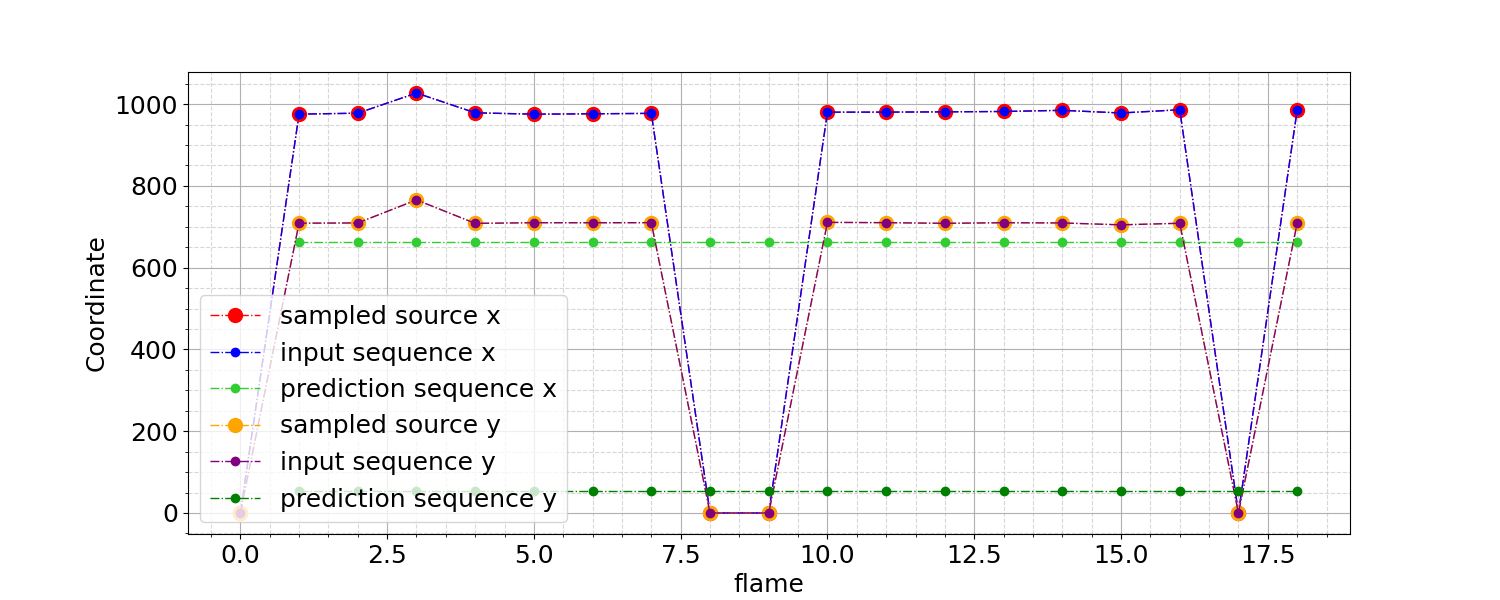 1000
800
600
400
200
0
Coordinate
sampled source x
input sequence x
prediction sequence x
sampled source y
input sequence y
prediction sequence y
0.0 2.5 5.0 7.5 10.0 12.5 15.0 17.5
flame